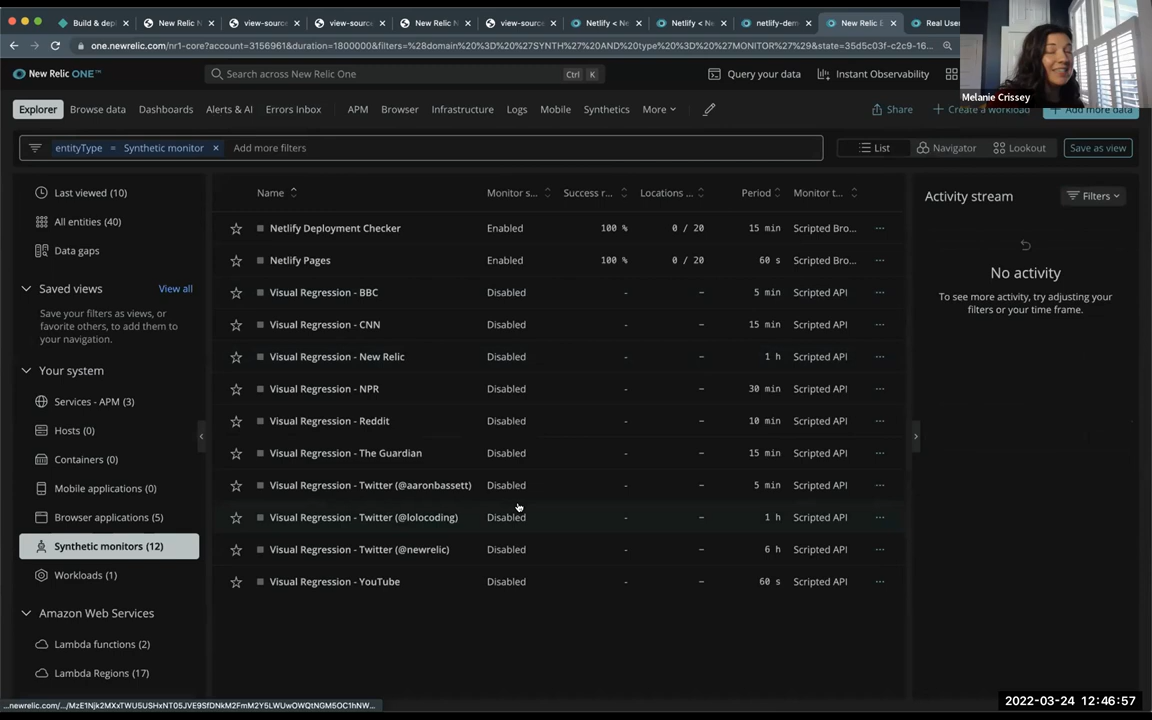 Build & deplo
New Relic N
view-source
view-source
New Relic N
view-source
Netlify < Ne
Netlify < Ne
netlify-dem
New Relic E
Real User
one.newrelic.com/nr1-core?account=3156961&duration=1800000&filters=%28domain%20%3D%20%27SYNTH%27%20AND%20type%20%3D%20%27MONITOR%27%29&state=35d5c03f-c2c9-16...
New Relic ONE™
Search across New Relic One
Ctrl
K
Query your data
Instant Observability
Melanie Crissey
Explorer
Browse data
Dashboards
Alerts & AI
Errors Inbox
APM
Browser
Infrastructure
Logs
Mobile
Synthetics
More
Share
Create a workload
Add more data
entityType = Synthetic monitor ×
Add more filters
List
Navigator
Lookout
Save as view
Last viewed (10)
All entities (40)
Data gaps
Saved views
View all
Save your filters as views, or
favorite others, to add them to
your navigation.
Your system
Services - APM (3)
Hosts (0)
Containers (0)
Mobile applications (0)
Browser applications (5)
Synthetic monitors (12)
Workloads (1)
Amazon Web Services
Lambda functions (2)
Lambda Regions (17)
Name Monitor s... Success r... Locations ... Period Monitor t...
Netlify Deployment Checker Enabled 100 % 0 / 20 15 min Scripted Bro... ...
Netlify Pages Enabled 100 % 0 / 20 60 s Scripted Bro... ...
Visual Regression - BBC Disabled - - 5 min Scripted API ...
Visual Regression - CNN Disabled - - 15 min Scripted API ...
Visual Regression - New Relic Disabled - - 1 h Scripted API ...
Visual Regression - NPR Disabled - - 30 min Scripted API ...
Visual Regression - Reddit Disabled - - 10 min Scripted API ...
Visual Regression - The Guardian Disabled - - 15 min Scripted API ...
Visual Regression - Twitter (@aaronbassett) Disabled - - 5 min Scripted API ...
Visual Regression - Twitter (@lolocoding) Disabled - - 1 h Scripted API ...
Visual Regression - Twitter (@newrelic) Disabled - - 6 h Scripted API ...
Visual Regression - YouTube Disabled - - 60 s Scripted API ...
Activity stream
Filters
No activity
To see more activity, try adjusting your
filters or your time frame.
2022-03-24 12:46:57